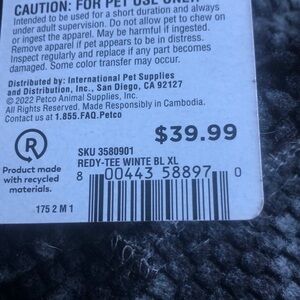 CAUTION: FOR PET USE ONLY.
Intended to be used for a short duration and always
under adult supervision. Do not allow pet to chew on
or ingest the apparel. May be harmful if ingested.
Remove apparel if pet appears to be in distress.
Inspect regularly and replace if any parts become
damaged. Some color transfer may occur.
Distributed by: International Pet Supplies
and Distribution, Inc., San Diego, CA 92127
© 2022 Petco Animal Supplies, Inc.
All Rights Reserved. Made Responsibly in Cambodia.
Contact us at 1.855.FAQ.Petco
R
Product made
with recycled
materials.
175 2 M 1
$39.99
SKU 3580901
REDY-TEE WINTE BL XL
8 00443 58897 0